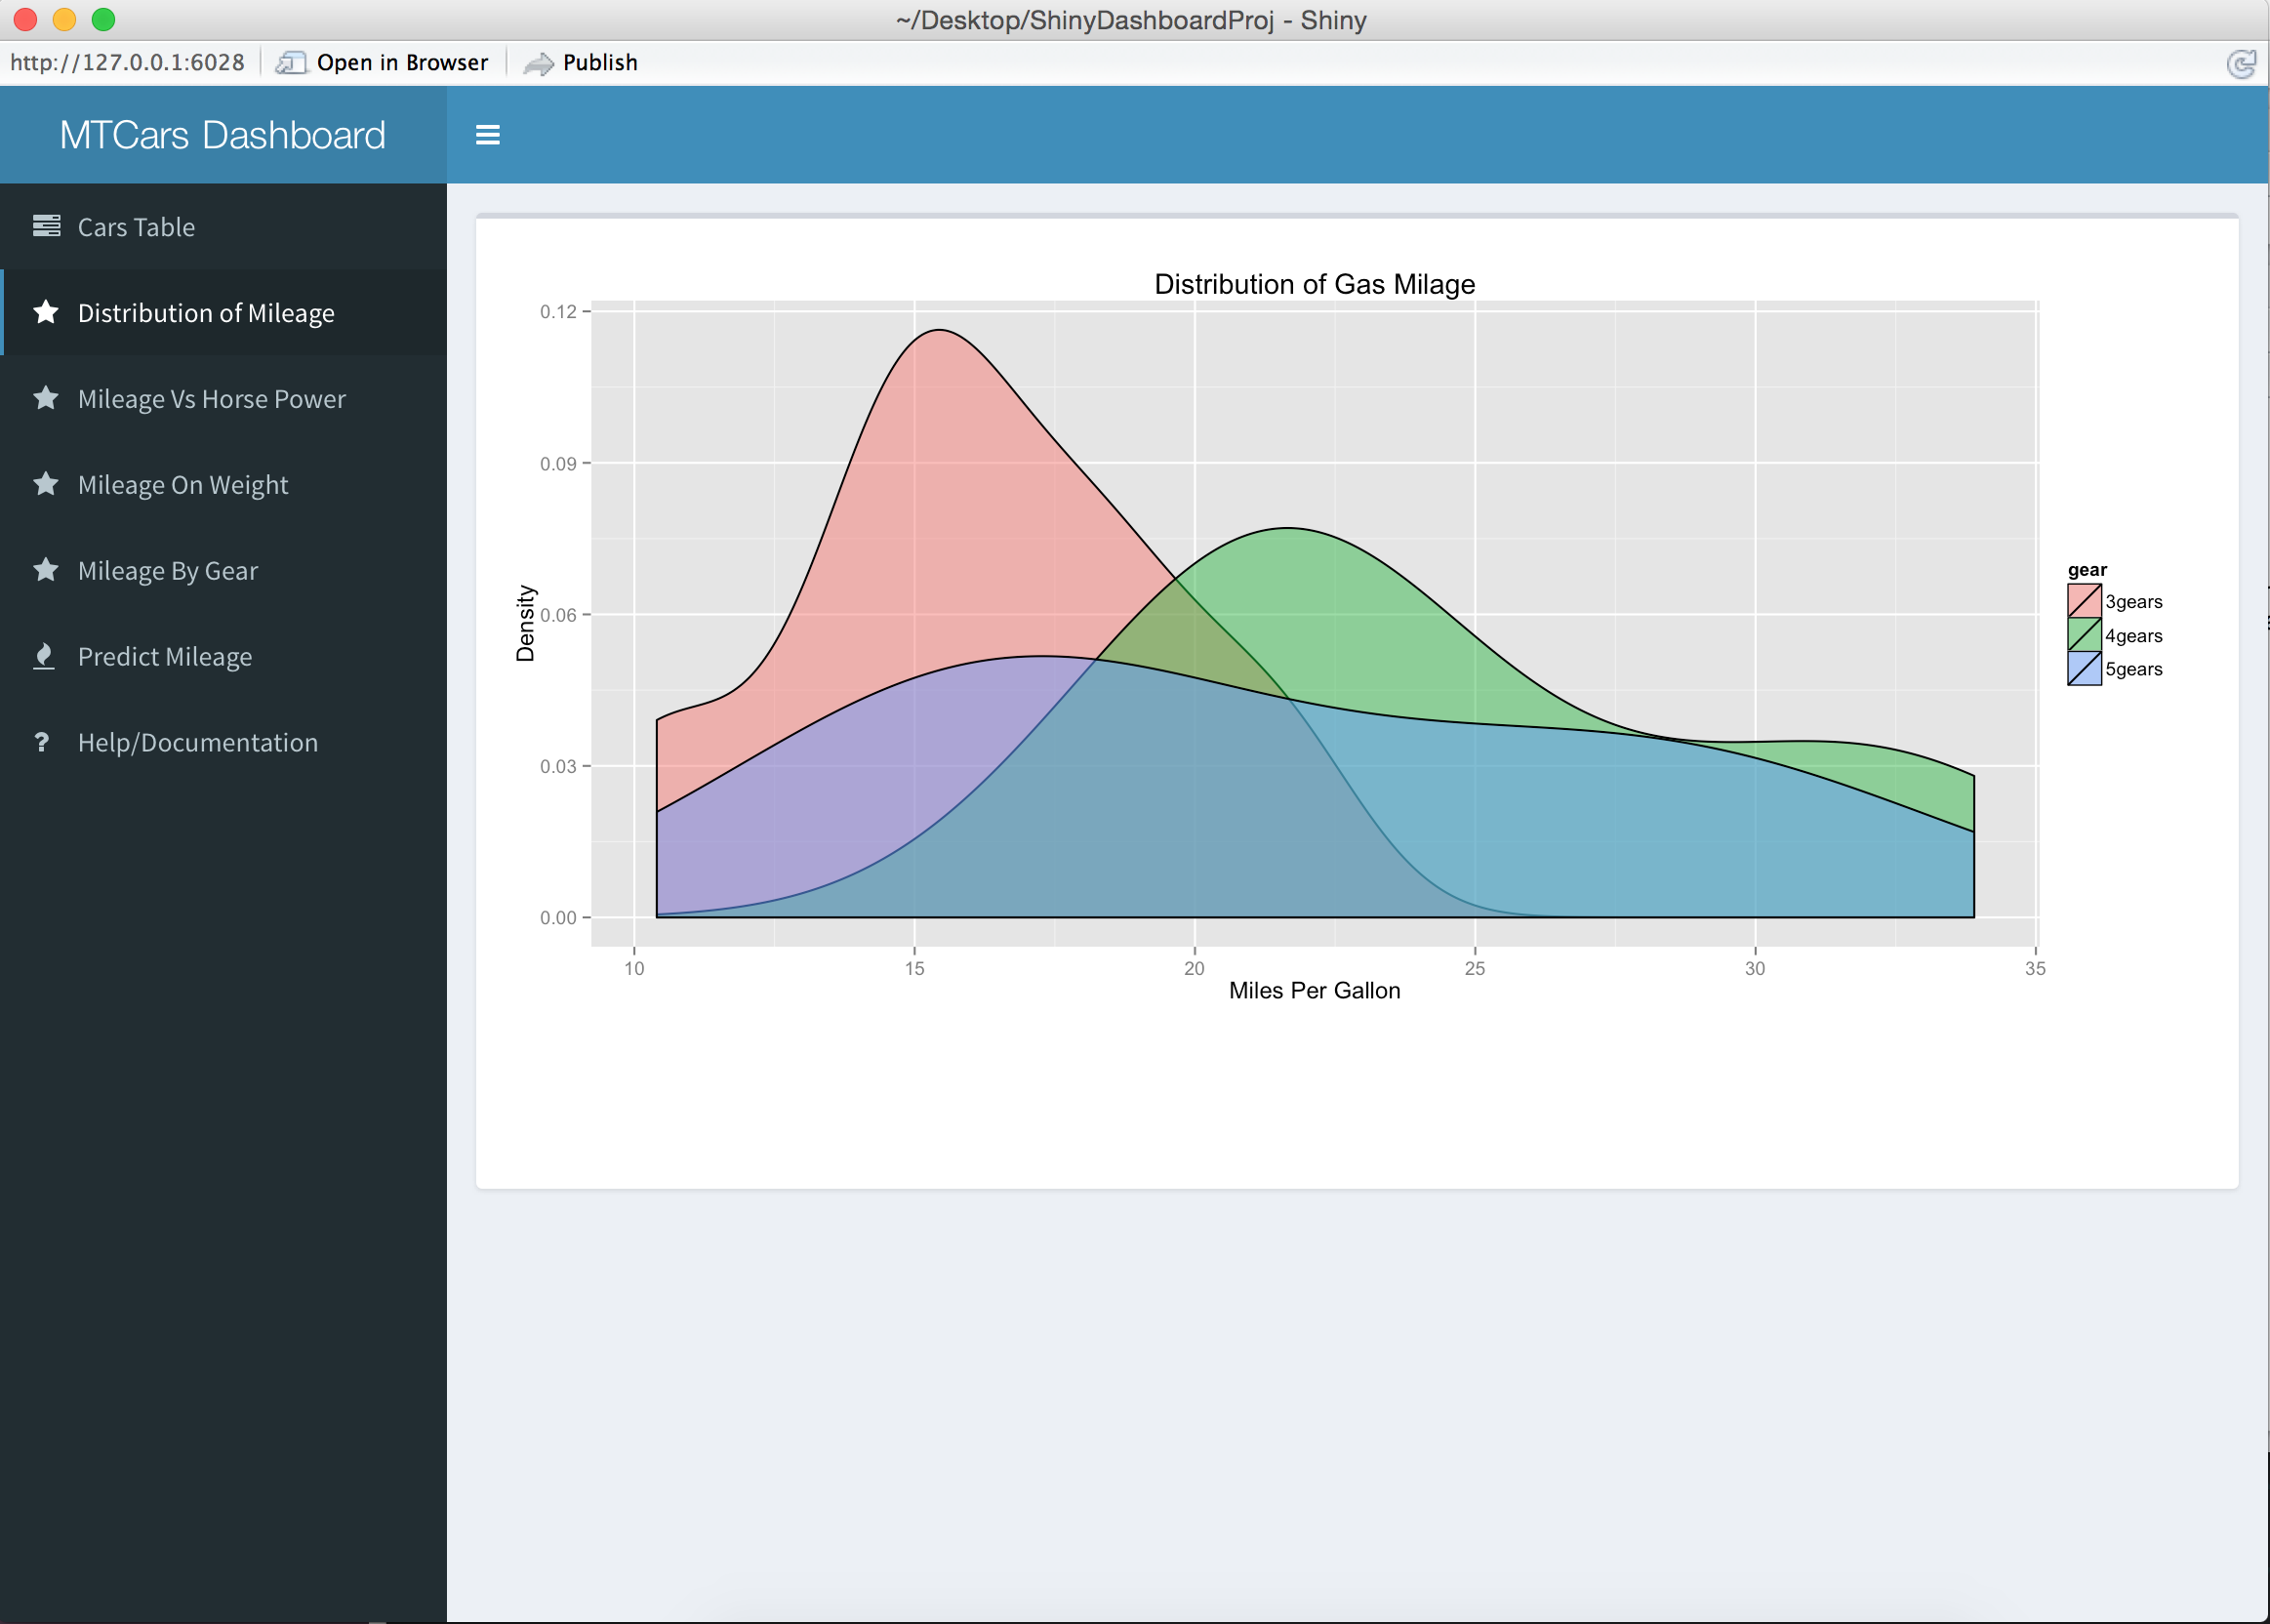 ~/Desktop/ShinyDashboardProj - Shiny
http://127.0.0.1:6028 Open in Browser Publish
MTCars Dashboard
Cars Table
Distribution of Mileage
Mileage Vs Horse Power
Mileage On Weight
Mileage By Gear
Predict Mileage
? Help/Documentation
Distribution of Gas Milage
Density
0.12
0.09
0.06
0.03
0.00
10 15 20 25 30 35
Miles Per Gallon
gear
3gears
4gears
5gears